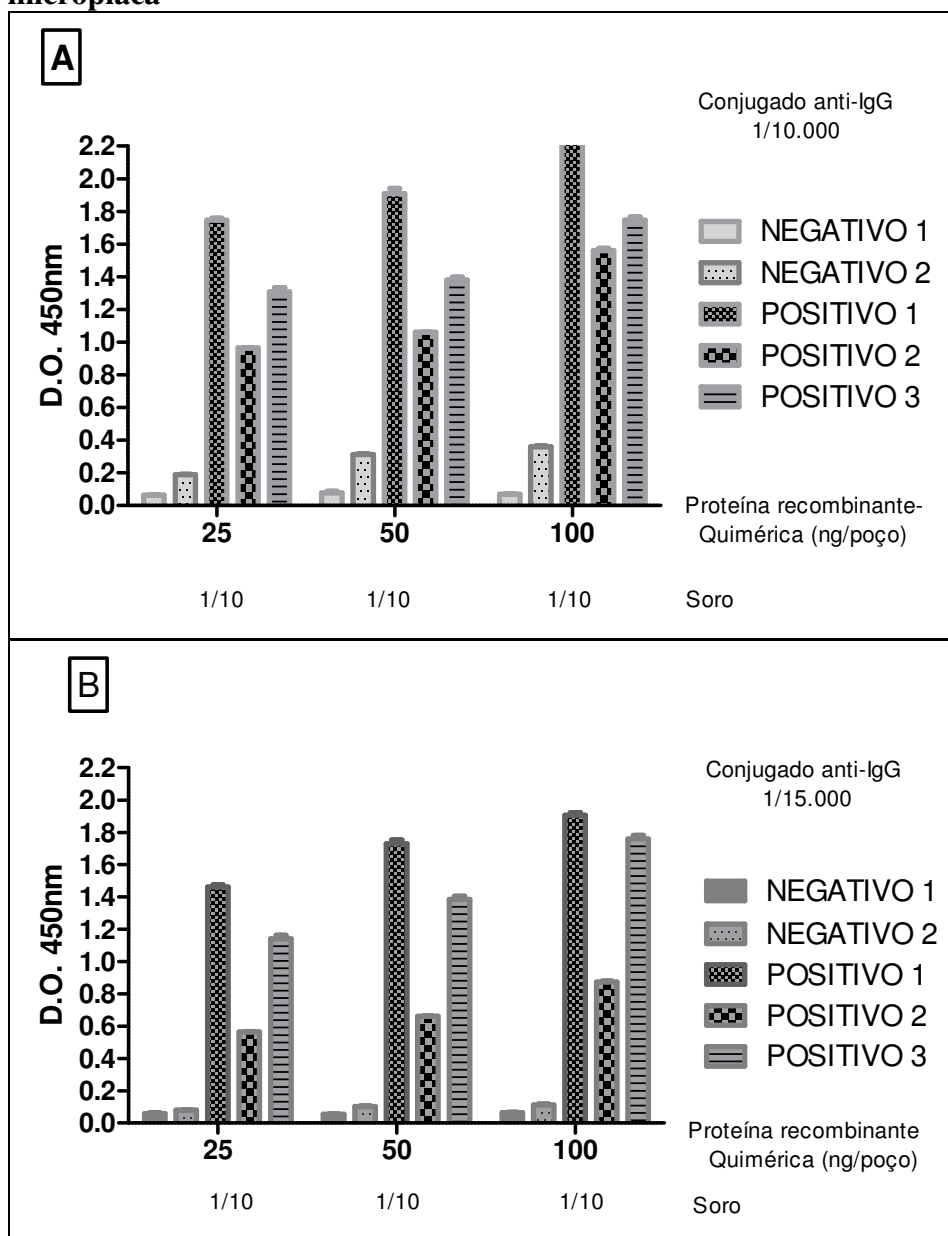 microplaca
A
Conjugado anti-IgG
1/10.000
2.2
2.0
1.8
1.6
1.4
1.2
1.0
0.8
0.6
0.4
0.2
0.0
D.O. 450nm
NEGATIVO 1
NEGATIVO 2
POSITIVO 1
POSITIVO 2
POSITIVO 3
25 50 100
Proteína recombinante-
Quimérica (ng/poço)
1/10 1/10 1/10 Soro
B
Conjugado anti-IgG
1/15.000
2.2
2.0
1.8
1.6
1.4
1.2
1.0
0.8
0.6
0.4
0.2
0.0
D.O. 450nm
NEGATIVO 1
NEGATIVO 2
POSITIVO 1
POSITIVO 2
POSITIVO 3
25 50 100
Proteína recombinante
Quimérica (ng/poço)
1/10 1/10 1/10 Soro